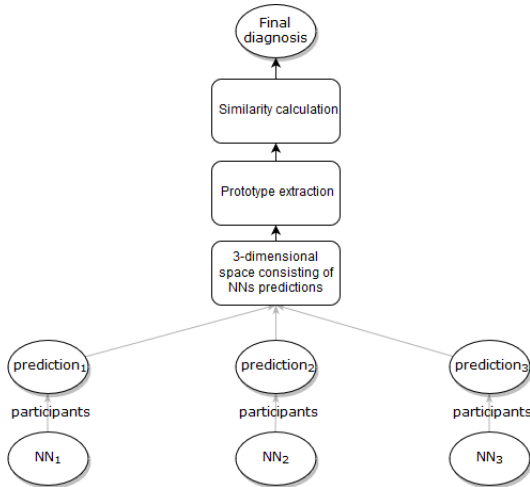 Final
diagnosis
Similarity calculation
Prototype extraction
3-dimensional
space consisting of
NNs predictions
prediction₁ prediction₂ prediction₃
participants participants participants
NN₁ NN₂ NN₃